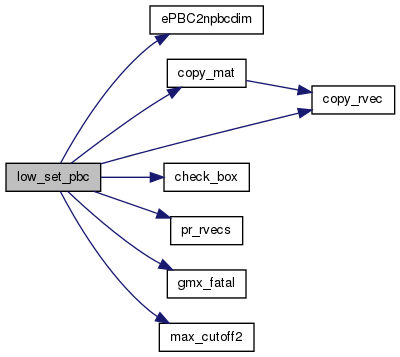 ePBC2npbcdim
copy_mat
copy_rvec
low_set_pbc
check_box
pr_rvecs
gmx_fatal
max_cutoff2